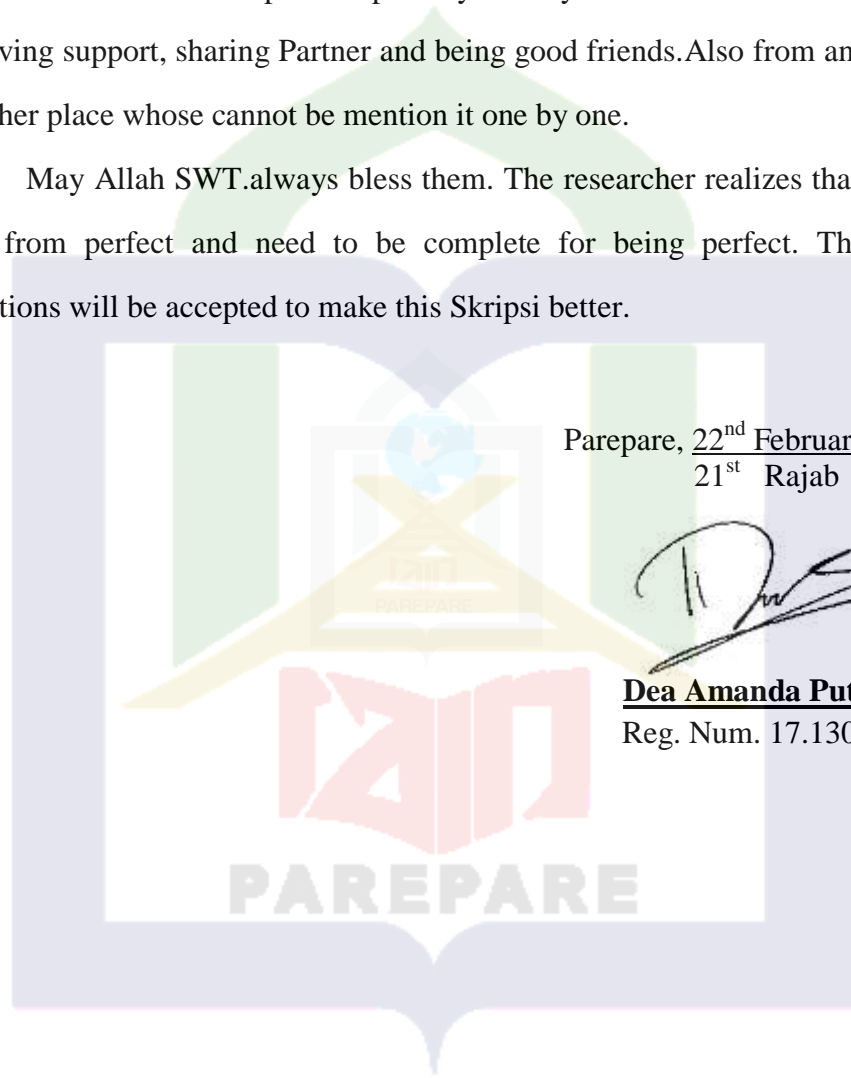 ving support, sharing Partner and being good friends.Also from an
her place whose cannot be mention it one by one.
May Allah SWT.always bless them. The researcher realizes tha
from perfect and need to be complete for being perfect. Th
tions will be accepted to make this Skripsi better.
Parepare, 22nd Februar
21st Rajab
Dea Amanda Put
Reg. Num. 17.130
PAREPARE
PAREPARE